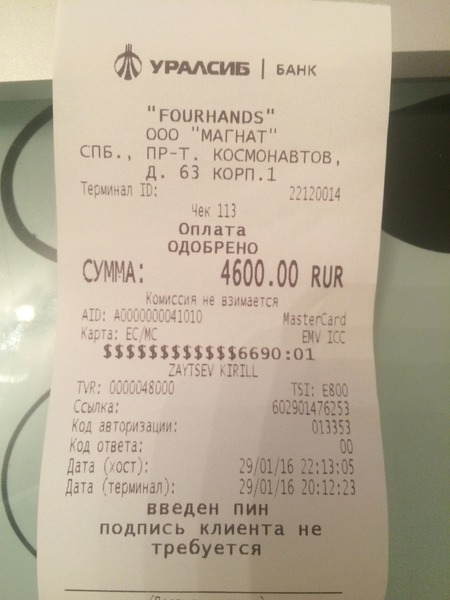 УРАЛСИБ | БАНК
"FOURHANDS"
ООО "МАГНАТ"
СПБ., ПР-Т. КОСМОНАВТОВ,
Д. 63 КОРП.1
Терминал ID: 22120014
Чек 113
Оплата
ОДОБРЕНО
СУММА: 4600.00 RUR
Комиссия не взимается
AID: A0000000041010 MasterCard
Карта: EC/MC EMV ICC
$$$$$$$$$$$$6690:01
ZAYTSEV KIRILL
TVR: 0000048000 TSI: E800
Ссылка: 602901476253
Код авторизации: 013353
Код ответа: 00
Дата (хост): 29/01/16 22:13:05
Дата (терминал): 29/01/16 20:12:23
введен пин
подпись клиента не
требуется